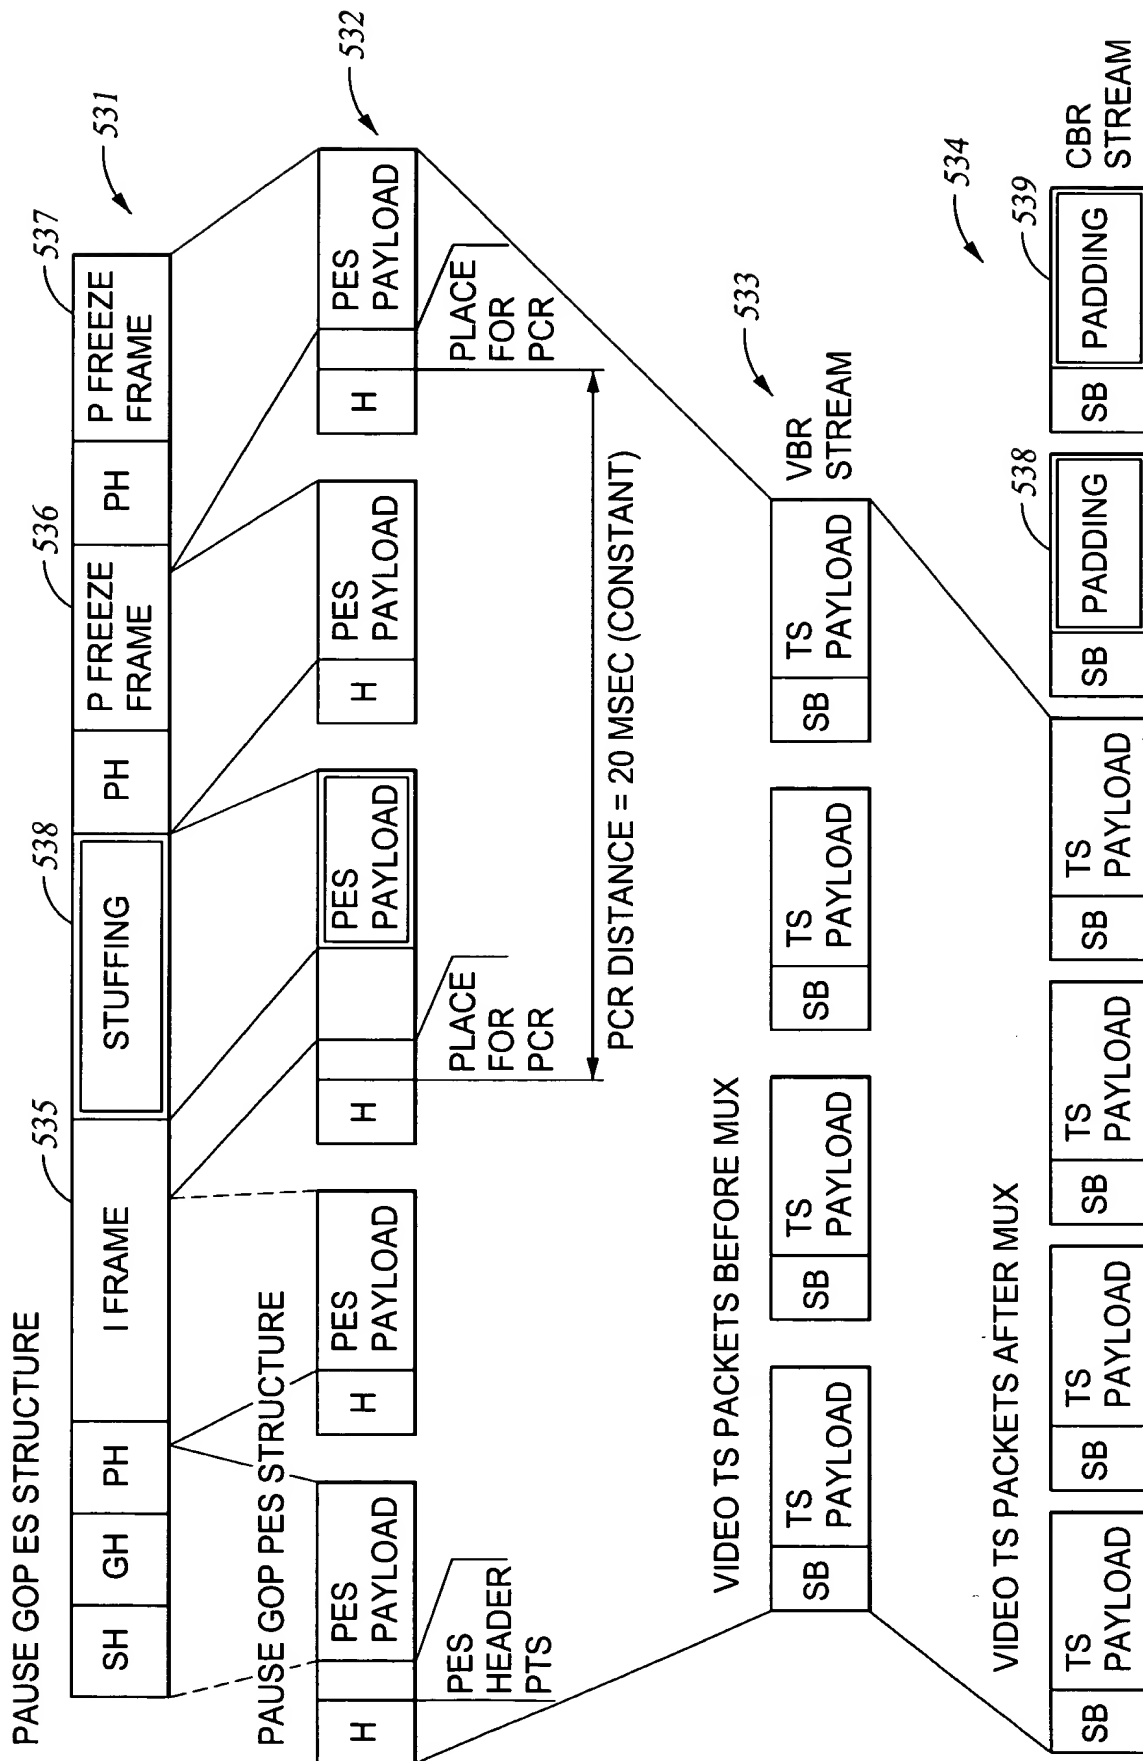 PAUSE GOP ES STRUCTURE
SH
GH
PH
I FRAME
535
STUFFING
538
PH
P FREEZE
FRAME
536
PH
P FREEZE
FRAME
537
531
PAUSE GOP PES STRUCTURE
H
PES
PAYLOAD
PES
HEADER
PTS
H
PES
PAYLOAD
H
PES
PAYLOAD
PLACE
FOR
PCR
H
PES
PAYLOAD
H
PES
PAYLOAD
PLACE
FOR
PCR
532
PCR DISTANCE = 20 MSEC (CONSTANT)
VIDEO TS PACKETS BEFORE MUX
SB
TS
PAYLOAD
SB
TS
PAYLOAD
SB
TS
PAYLOAD
SB
TS
PAYLOAD
VBR
STREAM
533
VIDEO TS PACKETS AFTER MUX
SB
TS
PAYLOAD
SB
TS
PAYLOAD
SB
TS
PAYLOAD
SB
TS
PAYLOAD
SB
PADDING
538
SB
PADDING
539
CBR
STREAM
534